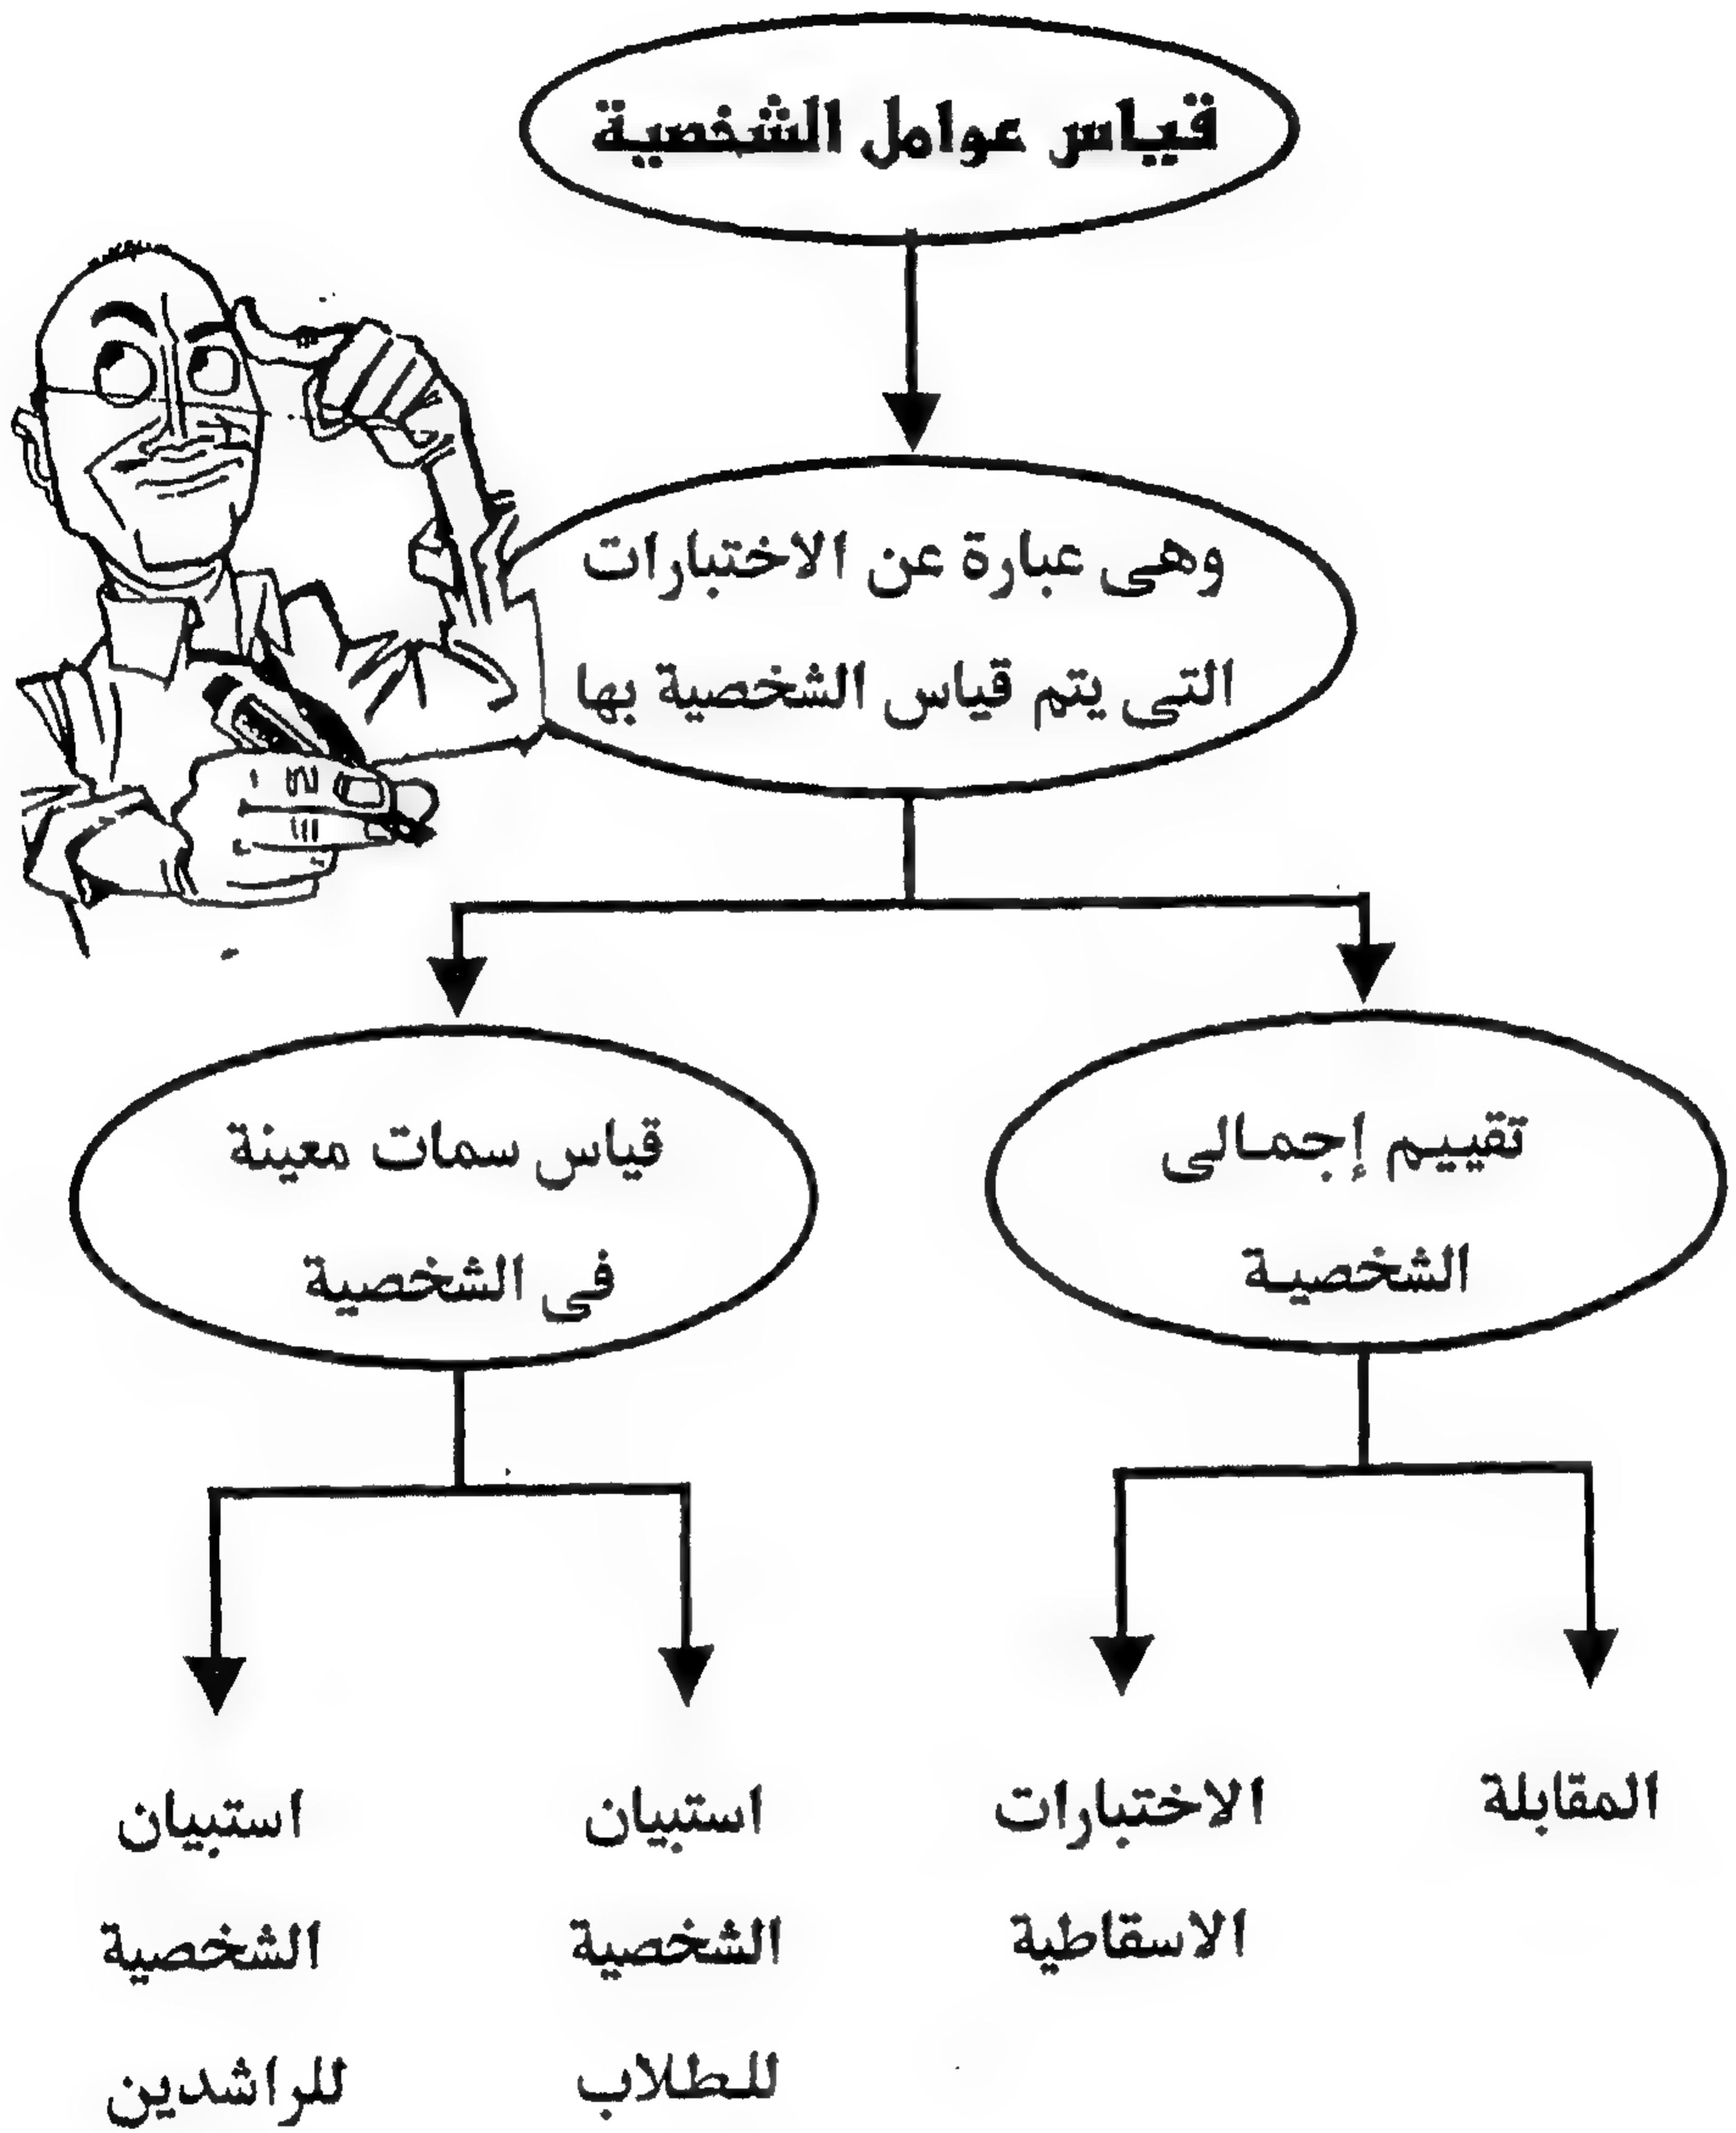 قياس عوامل الشخصية
وهى عبارة عن الاختبارات
التى يتم قياس الشخصية بها
تقييم إجمالى
الشخصية
قياس سمات معينة
فى الشخصية
المقابلة
الاختبارات
الاسقاطية
استبيان
الشخصية
للطلاب
استبيان
الشخصية
للراشدين